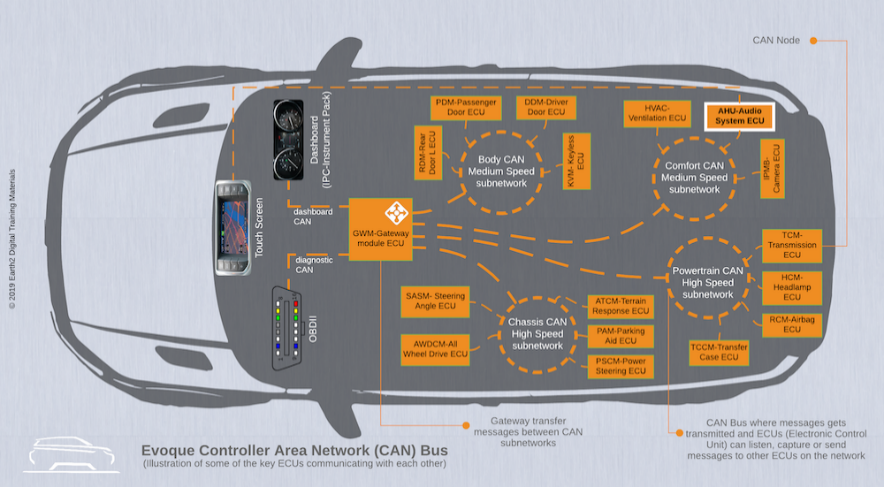 CAN Node
PDM-Passenger
Door ECU
DDM-Driver
Door ECU
HVAC-
Ventilation ECU
AHU-Audio
System ECU
Dashboard
(IPC-Instrument Pack)
RDM-Rear
Door L ECU
Body CAN
Medium Speed
subnetwork
KVM- Keyless
ECU
Comfort CAN
Medium Speed
subnetwork
IPMB-
Camera ECU
© 2019 Earth2 Digital Training Materials
Touch Screen
dashboard
CAN
GWM-Gateway
module ECU
diagnostic
CAN
TCM-
Transmission
ECU
Powertrain CAN
High Speed
subnetwork
HCM-
Headlamp
ECU
RCM-Airbag
ECU
TCCM-Transfer
Case ECU
OBDII
SASM- Steering
Angle ECU
AWDCM-All
Wheel Drive ECU
Chassis CAN
High Speed
subnetwork
ATCM-Terrain
Response ECU
PAM-Parking
Aid ECU
PSCM-Power
Steering ECU
Gateway transfer
messages between CAN
subnetworks
CAN Bus where messages gets
transmitted and ECUs (Electronic Control
Unit) can listen, capture or send
messages to other ECUs on the network
Evoque Controller Area Network (CAN) Bus
(Illustration of some of the key ECUs communicating with each other)